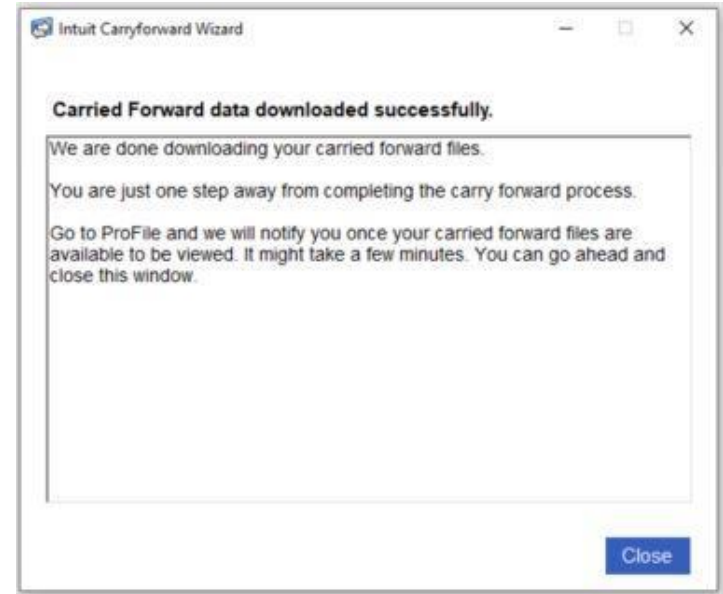 Intuit Carryforward Wizard
Carried Forward data downloaded successfully.
We are done downloading your carried forward files.
You are just one step away from completing the carry forward process.
Go to ProFile and we will notify you once your carried forward files are
available to be viewed. It might take a few minutes. You can go ahead and
close this window.
Close